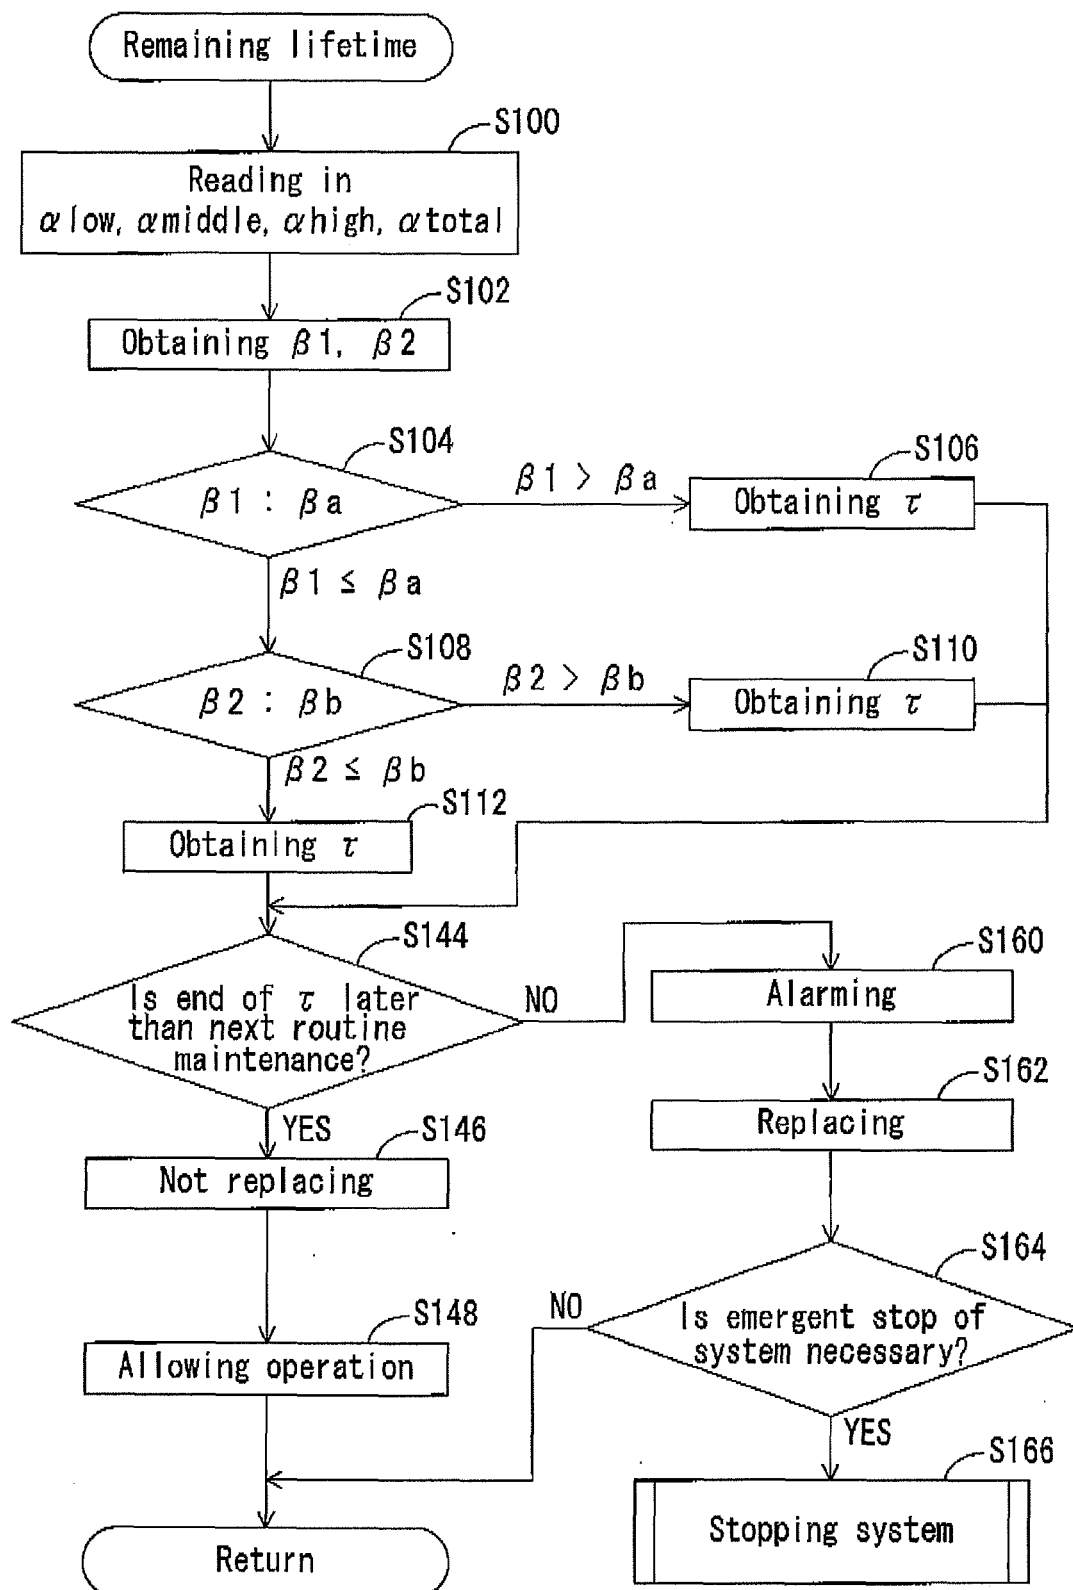 Remaining lifetime
S100
Reading in
αlow, αmiddle, αhigh, αtotal
S102
Obtaining β1, β2
S104
β1 : βa
β1 > βa
S106
Obtaining τ
β1 ≦ βa
S108
β2 : βb
β2 > βb
S110
Obtaining τ
β2 ≦ βb
S112
Obtaining τ
S144
Is end of τ later
than next routine
maintenance?
NO
S160
Alarming
S162
Replacing
YES
S146
Not replacing
S164
Is emergent stop of
system necessary?
NO
S148
Allowing operation
YES
S166
Stopping system
Return